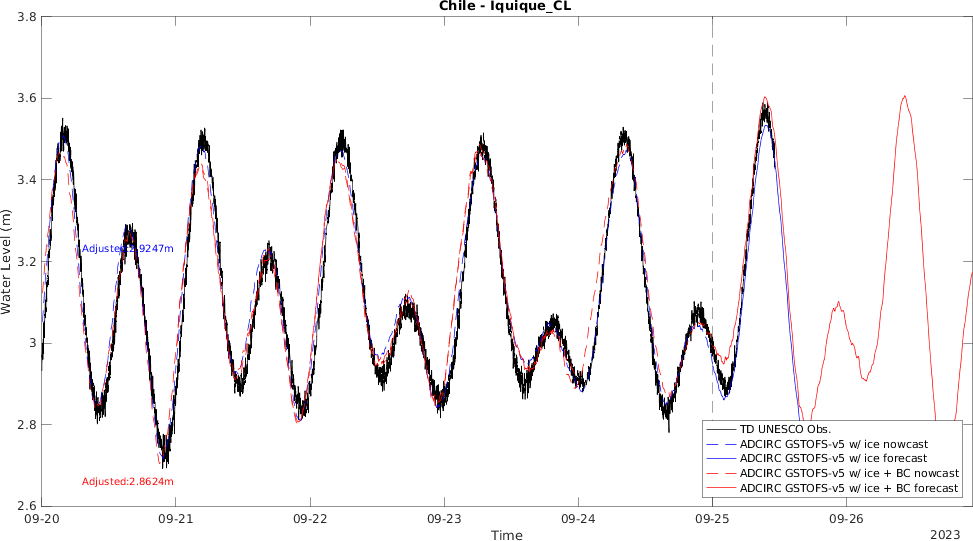 Chile - Iquique_CL
3.8
3.6
3.4
3.2
3
2.8
2.6
Water Level (m)
Adjusted:2.9247m
Adjusted:2.8624m
TD UNESCO Obs.
ADCIRC GSTOFS-v5 w/ ice nowcast
ADCIRC GSTOFS-v5 w/ ice forecast
ADCIRC GSTOFS-v5 w/ ice + BC nowcast
ADCIRC GSTOFS-v5 w/ ice + BC forecast
09-20 09-21 09-22 09-23 09-24 09-25 09-26
Time
2023